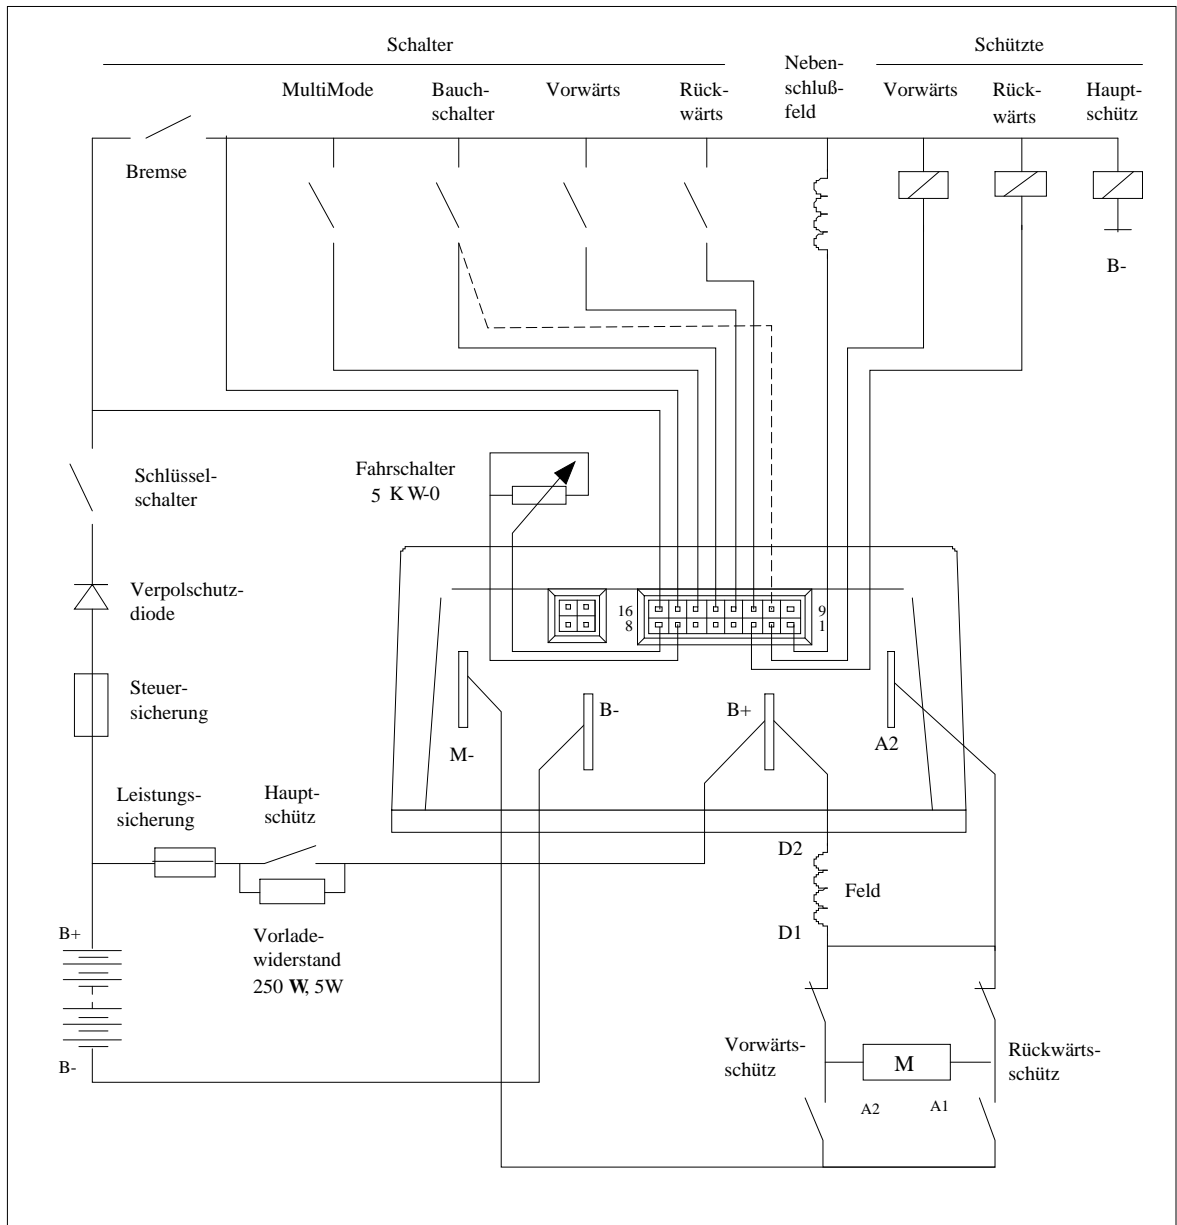 Schalter
Schützte
Neben-
schluß-
feld
MultiMode
Bauch-
schalter
Vorwärts
Rück-
wärts
Vorwärts
Rück-
wärts
Haupt-
schütz
Bremse
B-
Schlüssel-
schalter
Fahrschalter
5 K W-0
Verpolschutz-
diode
16
8
9
1
Steuer-
sicherung
M-
B-
B+
A2
Leistungs-
sicherung
Haupt-
schütz
D2
Feld
D1
B+
Vorlade-
widerstand
250 W, 5W
B-
Vorwärts-
schütz
M
Rückwärts-
schütz
A2
A1